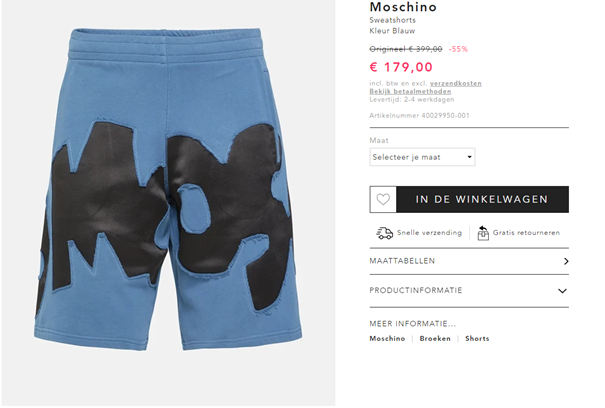 Moschino
Sweatshorts
Kleur Blauw
Origineel € 399,00 -55%
€ 179,00
incl. btw en excl. verzendkosten
Bekijk betaalmethoden
Levertijd: 2-4 werkdagen
Artikelnummer 40029950-001
Maat
Selecteer je maat
IN DE WINKELWAGEN
Snelle verzending
Gratis retourneren
MAATTABELLEN
PRODUCTINFORMATIE
MEER INFORMATIE...
Moschino | Broeken | Shorts